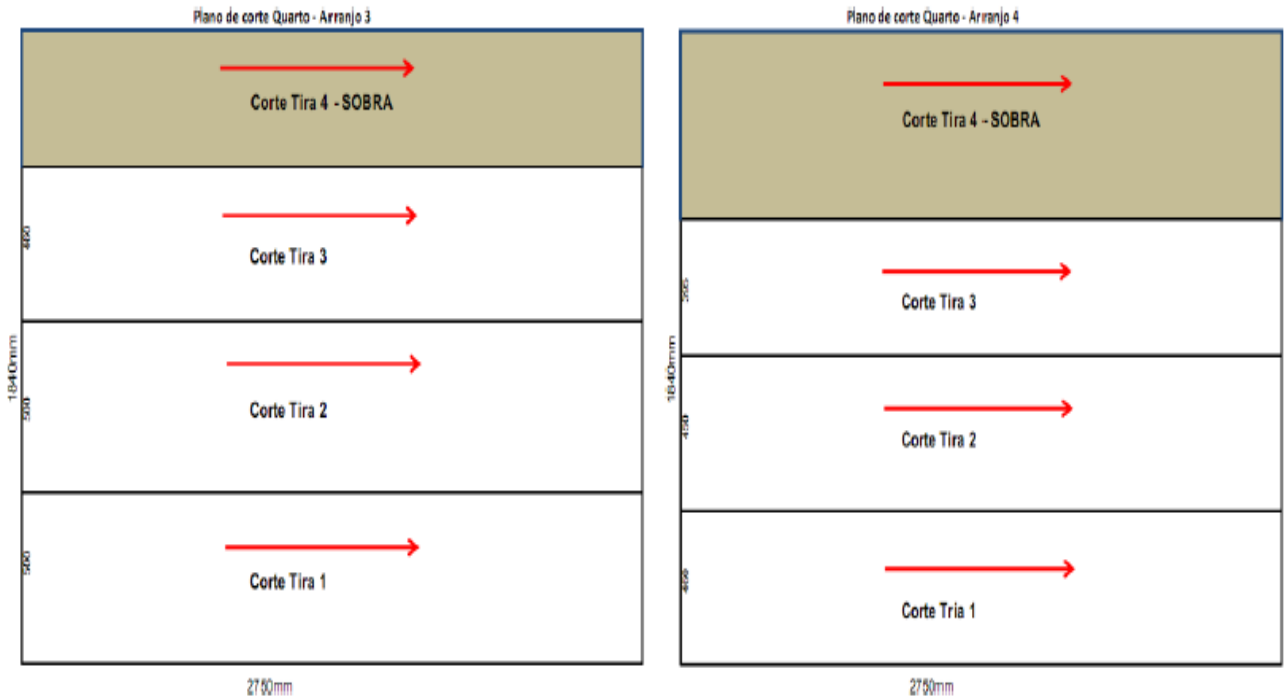 Plano de corte Quarto - Arranjo 3
Corte Tira 4 - SOBRA
Corte Tira 3
Corte Tira 2
Corte Tira 1
1840mm
2750mm
Plano de corte Quarto - Arranjo 4
Corte Tira 4 - SOBRA
Corte Tira 3
Corte Tira 2
Corte Tria 1
450
1840mm
2750mm